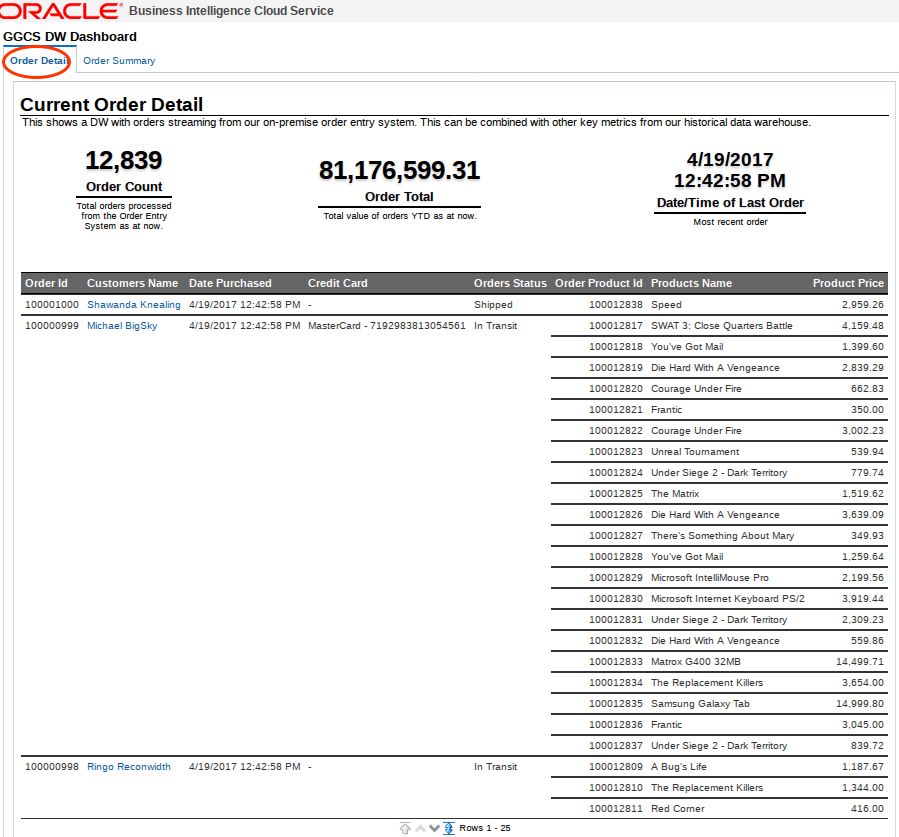 ORACLE® Business Intelligence Cloud Service
GGCS DW Dashboard
Order Detail Order Summary
Current Order Detail
This shows a DW with orders streaming from our on-premise order entry system. This can be combined with other key metrics from our historical data warehouse.
12,839
Order Count
Total orders processed
from the Order Entry
System as at now.
81,176,599.31
Order Total
Total value of orders YTD as at now.
4/19/2017
12:42:58 PM
Date/Time of Last Order
Most recent order
Order Id Customers Name Date Purchased Credit Card Orders Status Order Product Id Products Name Product Price
100001000 Shawanda Knealing 4/19/2017 12:42:58 PM - Shipped 100012838 Speed 2,959.26
100000999 Michael BigSky 4/19/2017 12:42:58 PM MasterCard - 7192983813054561 In Transit 100012817 SWAT 3: Close Quarters Battle 4,159.48
100012818 You've Got Mail 1,399.60
100012819 Die Hard With A Vengeance 2,839.29
100012820 Courage Under Fire 662.83
100012821 Frantic 350.00
100012822 Courage Under Fire 3,002.23
100012823 Unreal Tournament 539.94
100012824 Under Siege 2 - Dark Territory 779.74
100012825 The Matrix 1,519.62
100012826 Die Hard With A Vengeance 3,639.09
100012827 There's Something About Mary 349.93
100012828 You've Got Mail 1,259.64
100012829 Microsoft IntelliMouse Pro 2,199.56
100012830 Microsoft Internet Keyboard PS/2 3,919.44
100012831 Under Siege 2 - Dark Territory 2,309.23
100012832 Die Hard With A Vengeance 559.86
100012833 Matrox G400 32MB 14,499.71
100012834 The Replacement Killers 3,654.00
100012835 Samsung Galaxy Tab 14,999.80
100012836 Frantic 3,045.00
100012837 Under Siege 2 - Dark Territory 839.72
100000998 Ringo Reconwidth 4/19/2017 12:42:58 PM - In Transit 100012809 A Bug's Life 1,187.67
100012810 The Replacement Killers 1,344.00
100012811 Red Corner 416.00
Rows 1 - 25